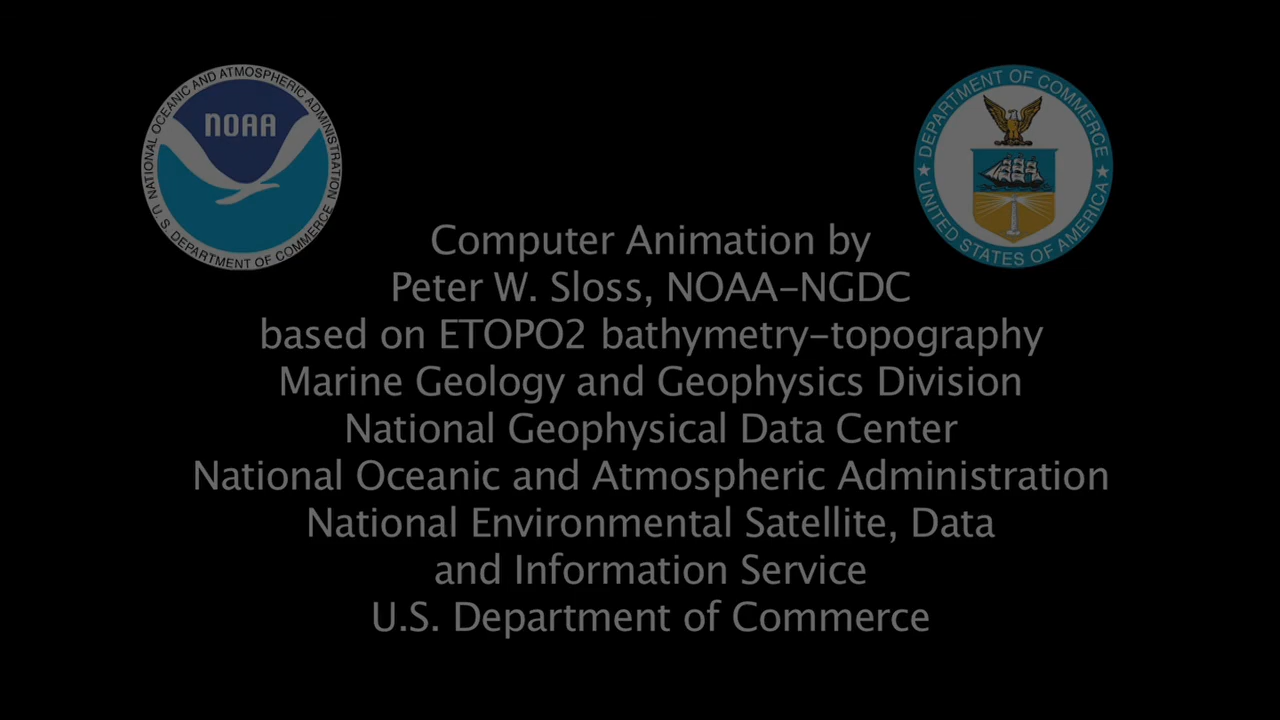 NATIONAL OCEANIC AND ATMOSPHERIC ADMINISTRATION
NOAA
U.S. DEPARTMENT OF COMMERCE
DEPARTMENT OF COMMERCE
UNITED STATES OF AMERICA
Computer Animation by
Peter W. Sloss, NOAA-NGDC
based on ETOPO2 bathymetry-topography
Marine Geology and Geophysics Division
National Geophysical Data Center
National Oceanic and Atmospheric Administration
National Environmental Satellite, Data
and Information Service
U.S. Department of Commerce